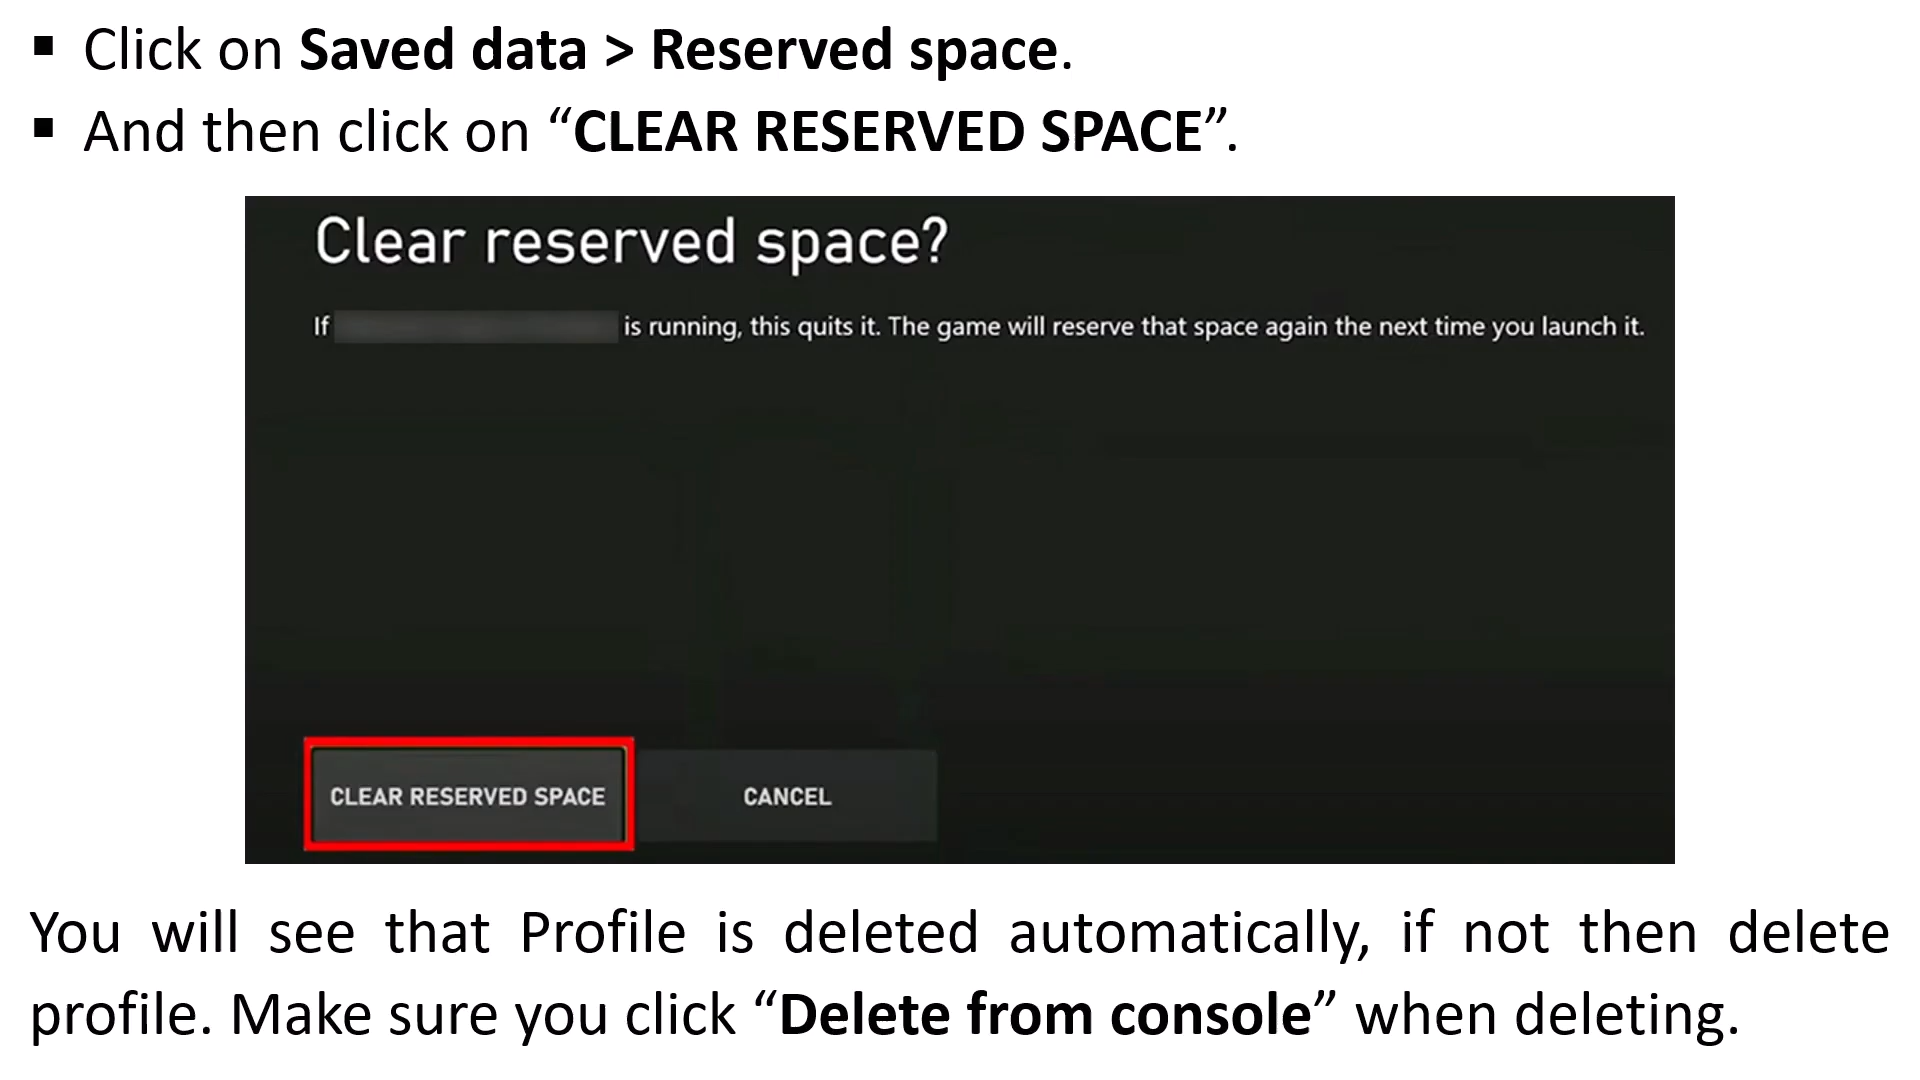 ▪ Click on Saved data > Reserved space.
▪ And then click on “CLEAR RESERVED SPACE”.
Clear reserved space?
If is running, this quits it. The game will reserve that space again the next time you launch it.
CLEAR RESERVED SPACE CANCEL
You will see that Profile is deleted automatically, if not then delete
profile. Make sure you click “Delete from console” when deleting.